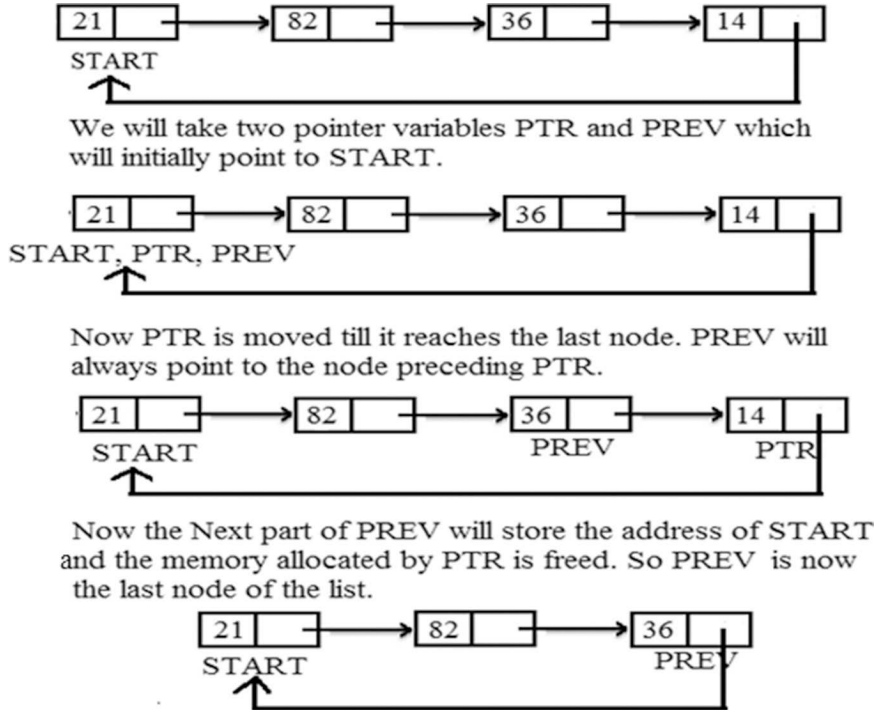 21 82 36 14
START
We will take two pointer variables PTR and PREV which
will initially point to START.
21 82 36 14
START, PTR, PREV
Now PTR is moved till it reaches the last node. PREV will
always point to the node preceding PTR.
21 82 36 14
START PREV PTR
Now the Next part of PREV will store the address of START
and the memory allocated by PTR is freed. So PREV is now
the last node of the list.
21 82 36
START PREV